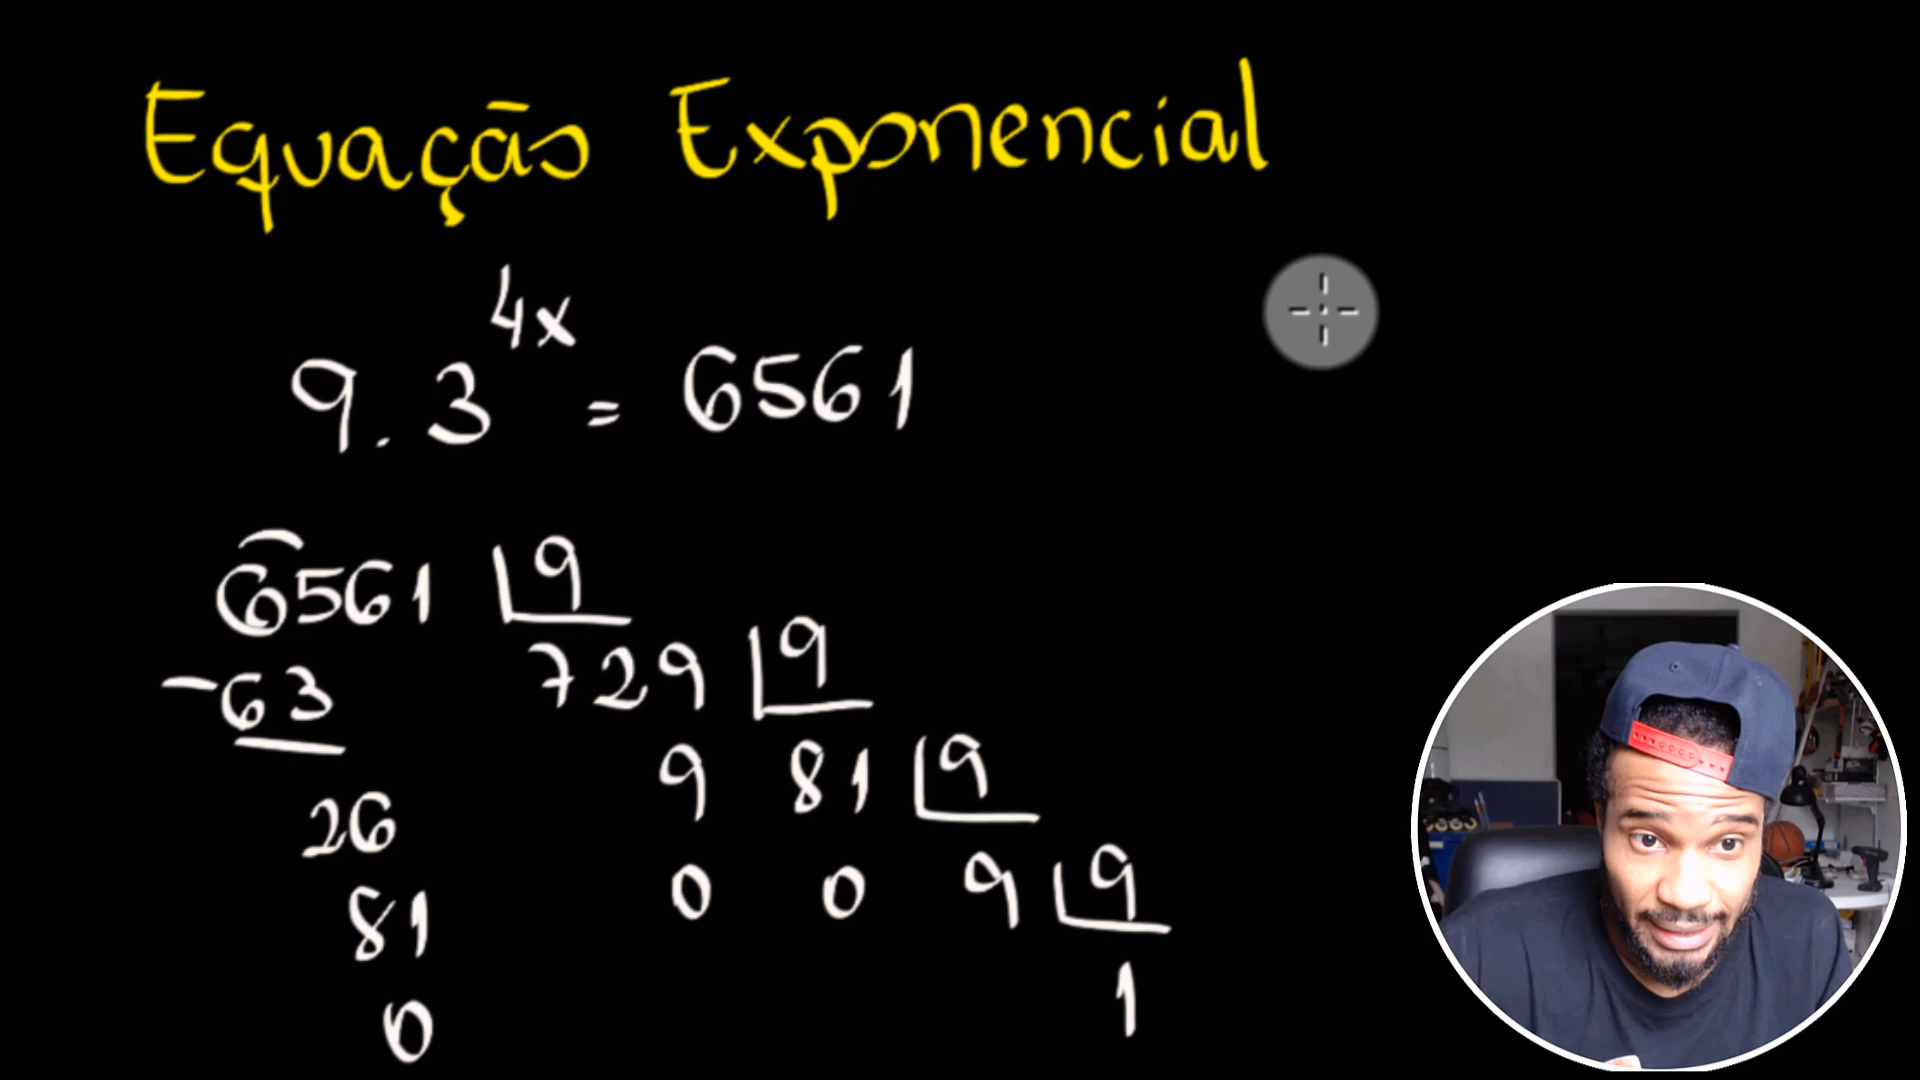 Equação Exponencial
9.3^4x = 6561
6561 9
-63 729 9
26 9 81 9
81 0 0 9 9
0 1